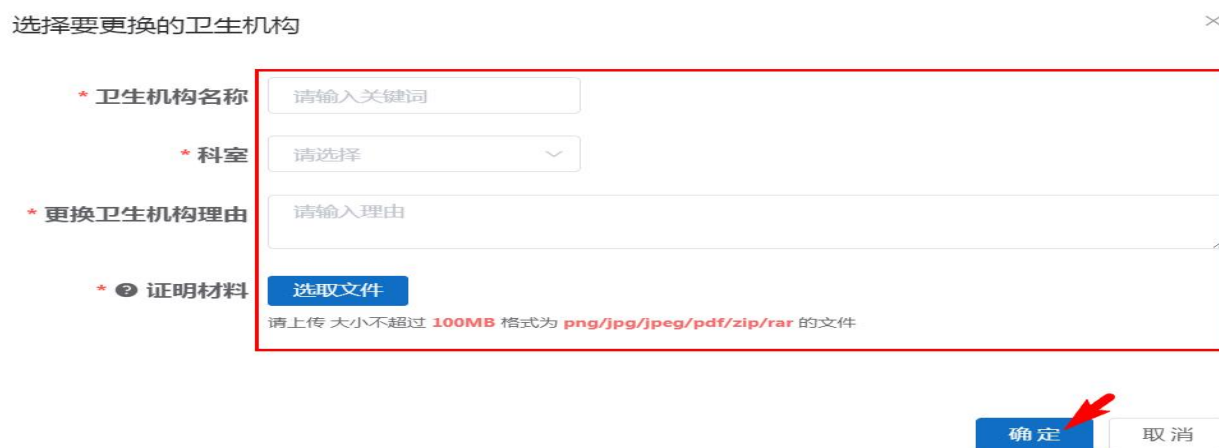 选择要更换的卫生机构
* 卫生机构名称 请输入关键词
* 科室 请选择
* 更换卫生机构理由 请输入理由
* 证明材料 选取文件
请上传 大小不超过 100MB 格式为 png/jpg/jpeg/pdf/zip/rar 的文件
确定 取消